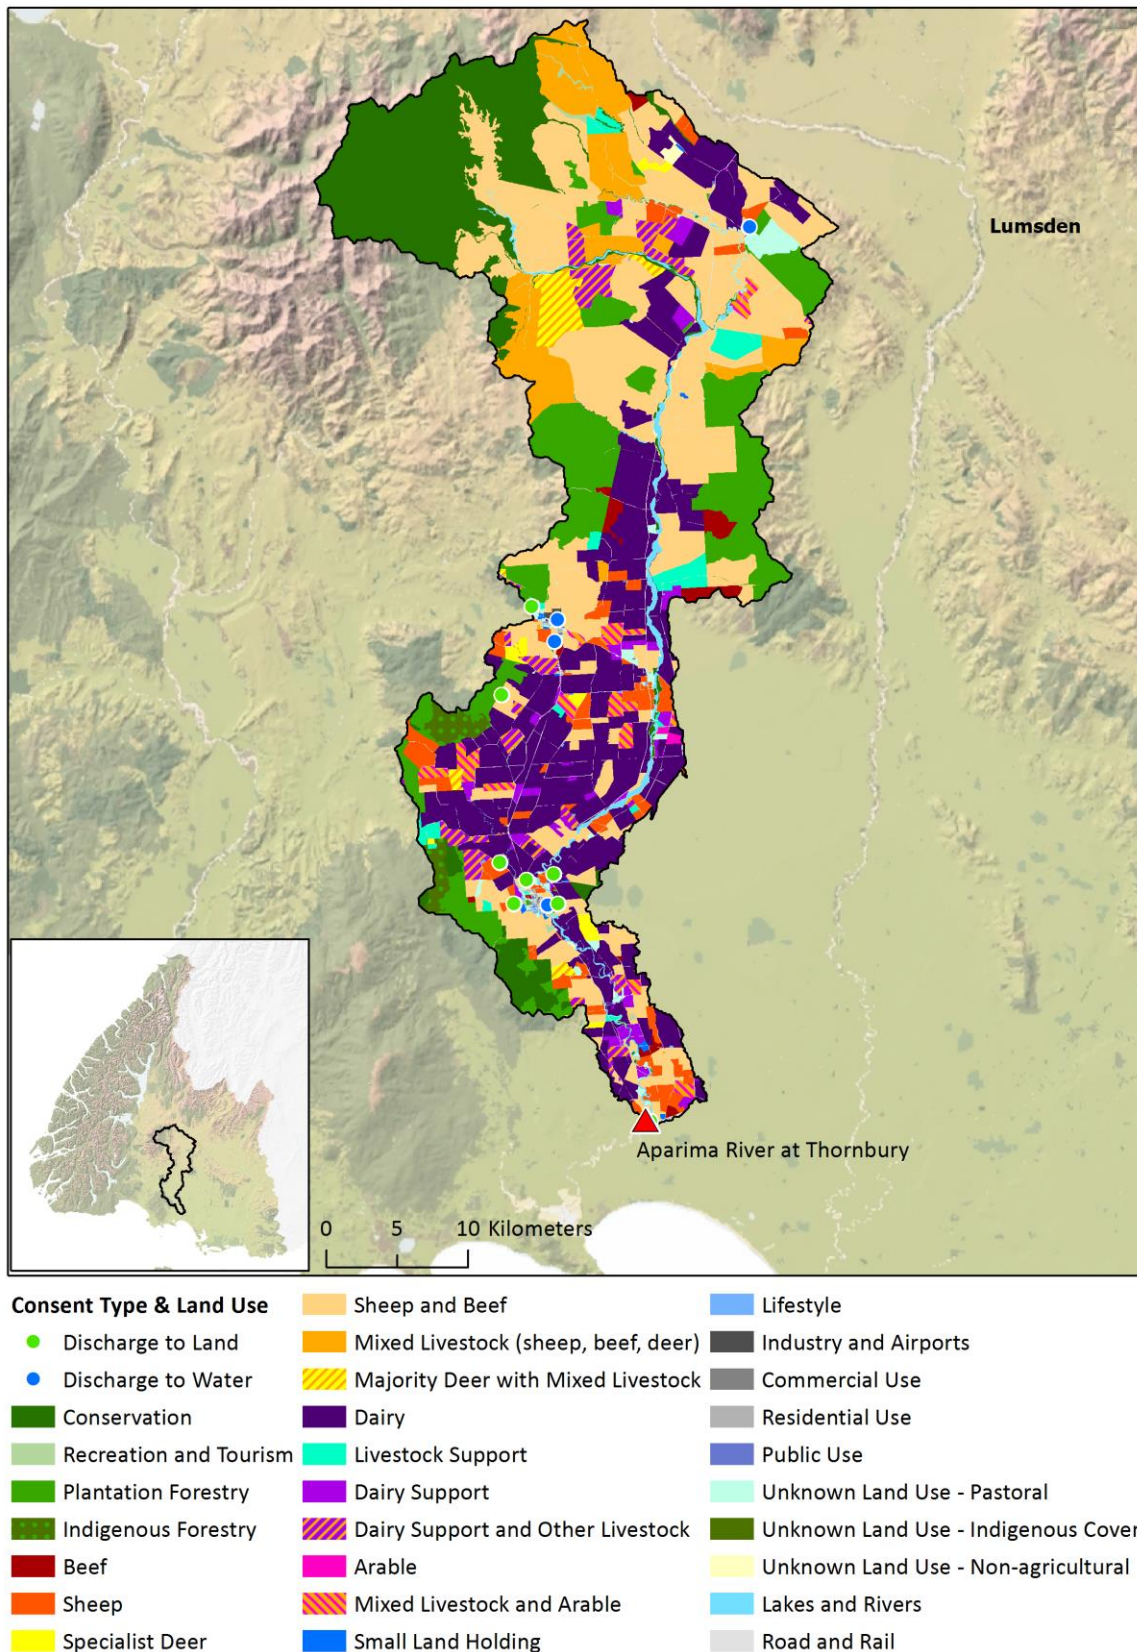 Lumsden
Aparima River at Thornbury
0 5 10 Kilometers
Consent Type & Land Use
Discharge to Land
Discharge to Water
Conservation
Recreation and Tourism
Plantation Forestry
Indigenous Forestry
Beef
Sheep
Specialist Deer
Sheep and Beef
Mixed Livestock (sheep, beef, deer)
Majority Deer with Mixed Livestock
Dairy
Livestock Support
Dairy Support
Dairy Support and Other Livestock
Arable
Mixed Livestock and Arable
Small Land Holding
Lifestyle
Industry and Airports
Commercial Use
Residential Use
Public Use
Unknown Land Use - Pastoral
Unknown Land Use - Indigenous Cover
Unknown Land Use - Non-agricultural
Lakes and Rivers
Road and Rail